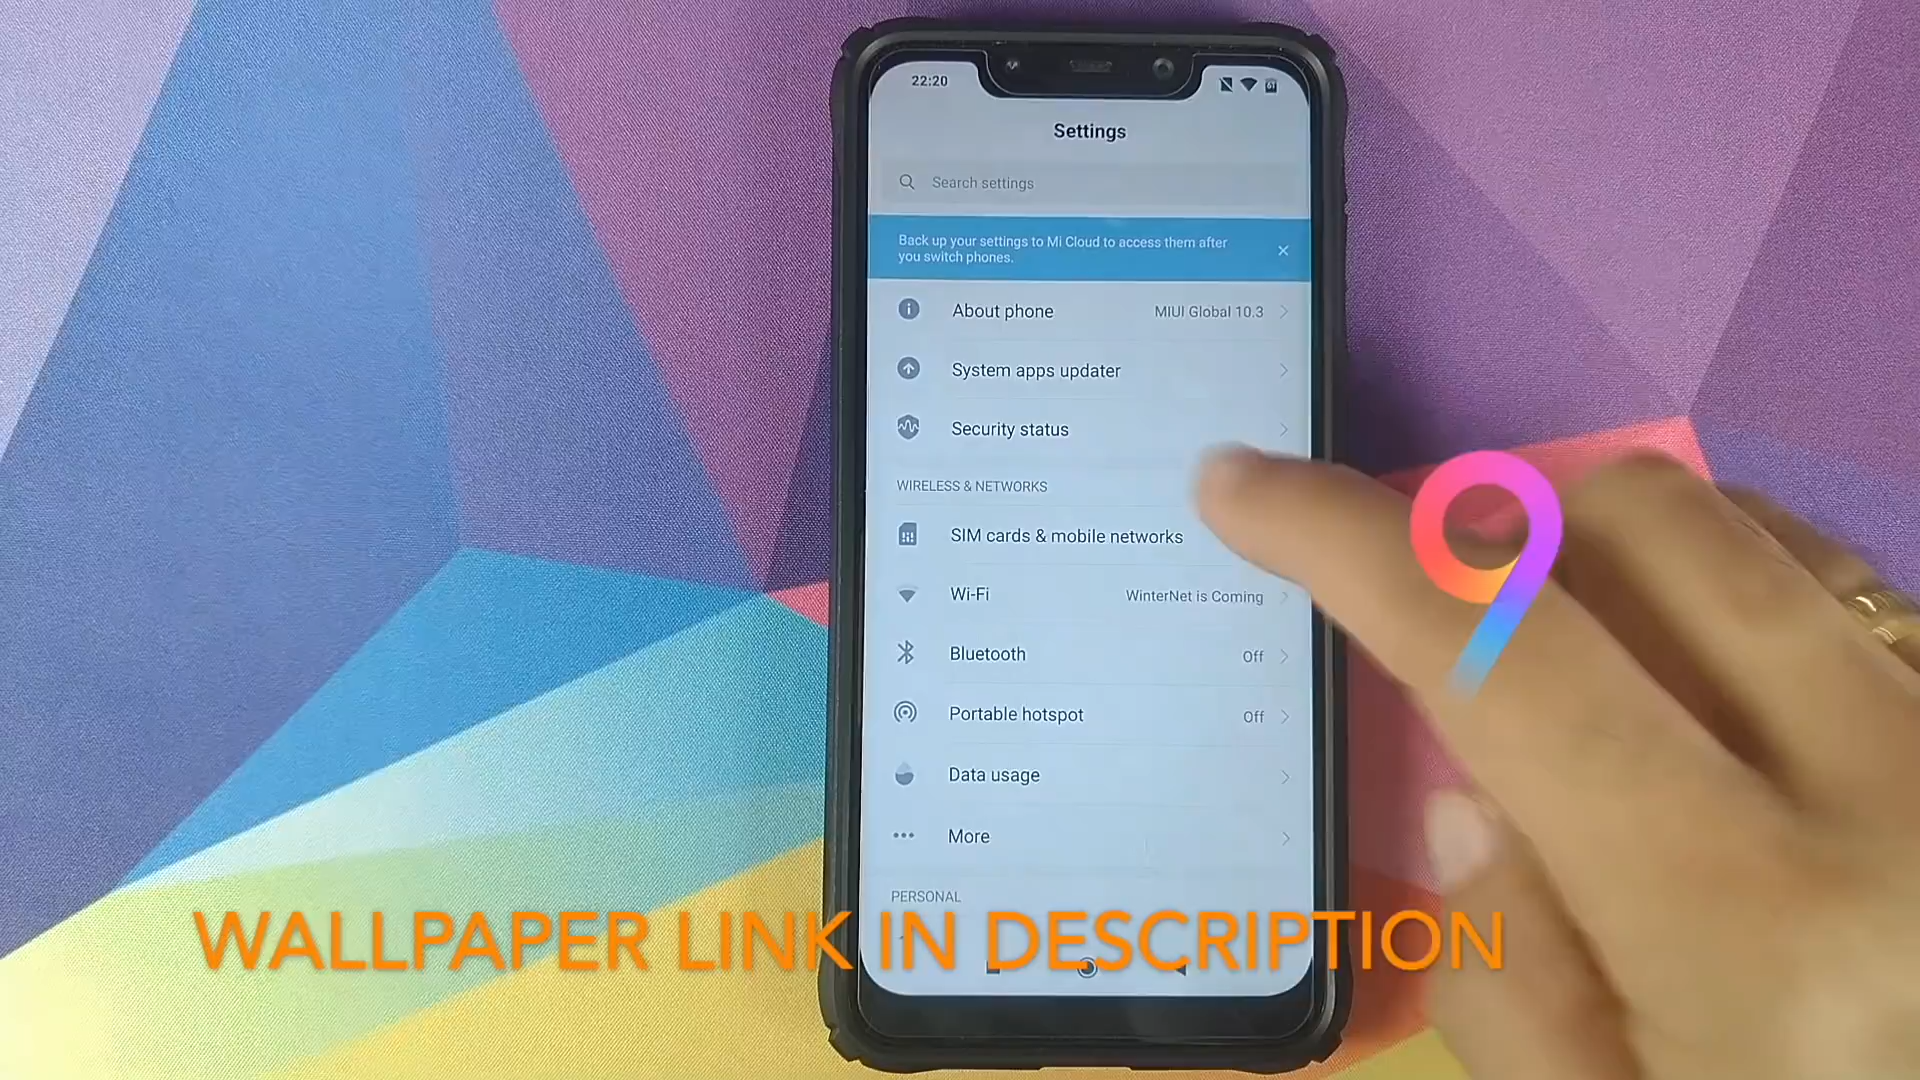 22:20
Settings
Search settings
Back up your settings to Mi Cloud to access them after
you switch phones.
About phone MIUI Global 10.3
System apps updater
Security status
WIRELESS & NETWORKS
SIM cards & mobile networks
Wi-Fi WinterNet is Coming
Bluetooth Off
Portable hotspot Off
Data usage
More
PERSONAL
WALLPAPER LINK IN DESCRIPTION
9